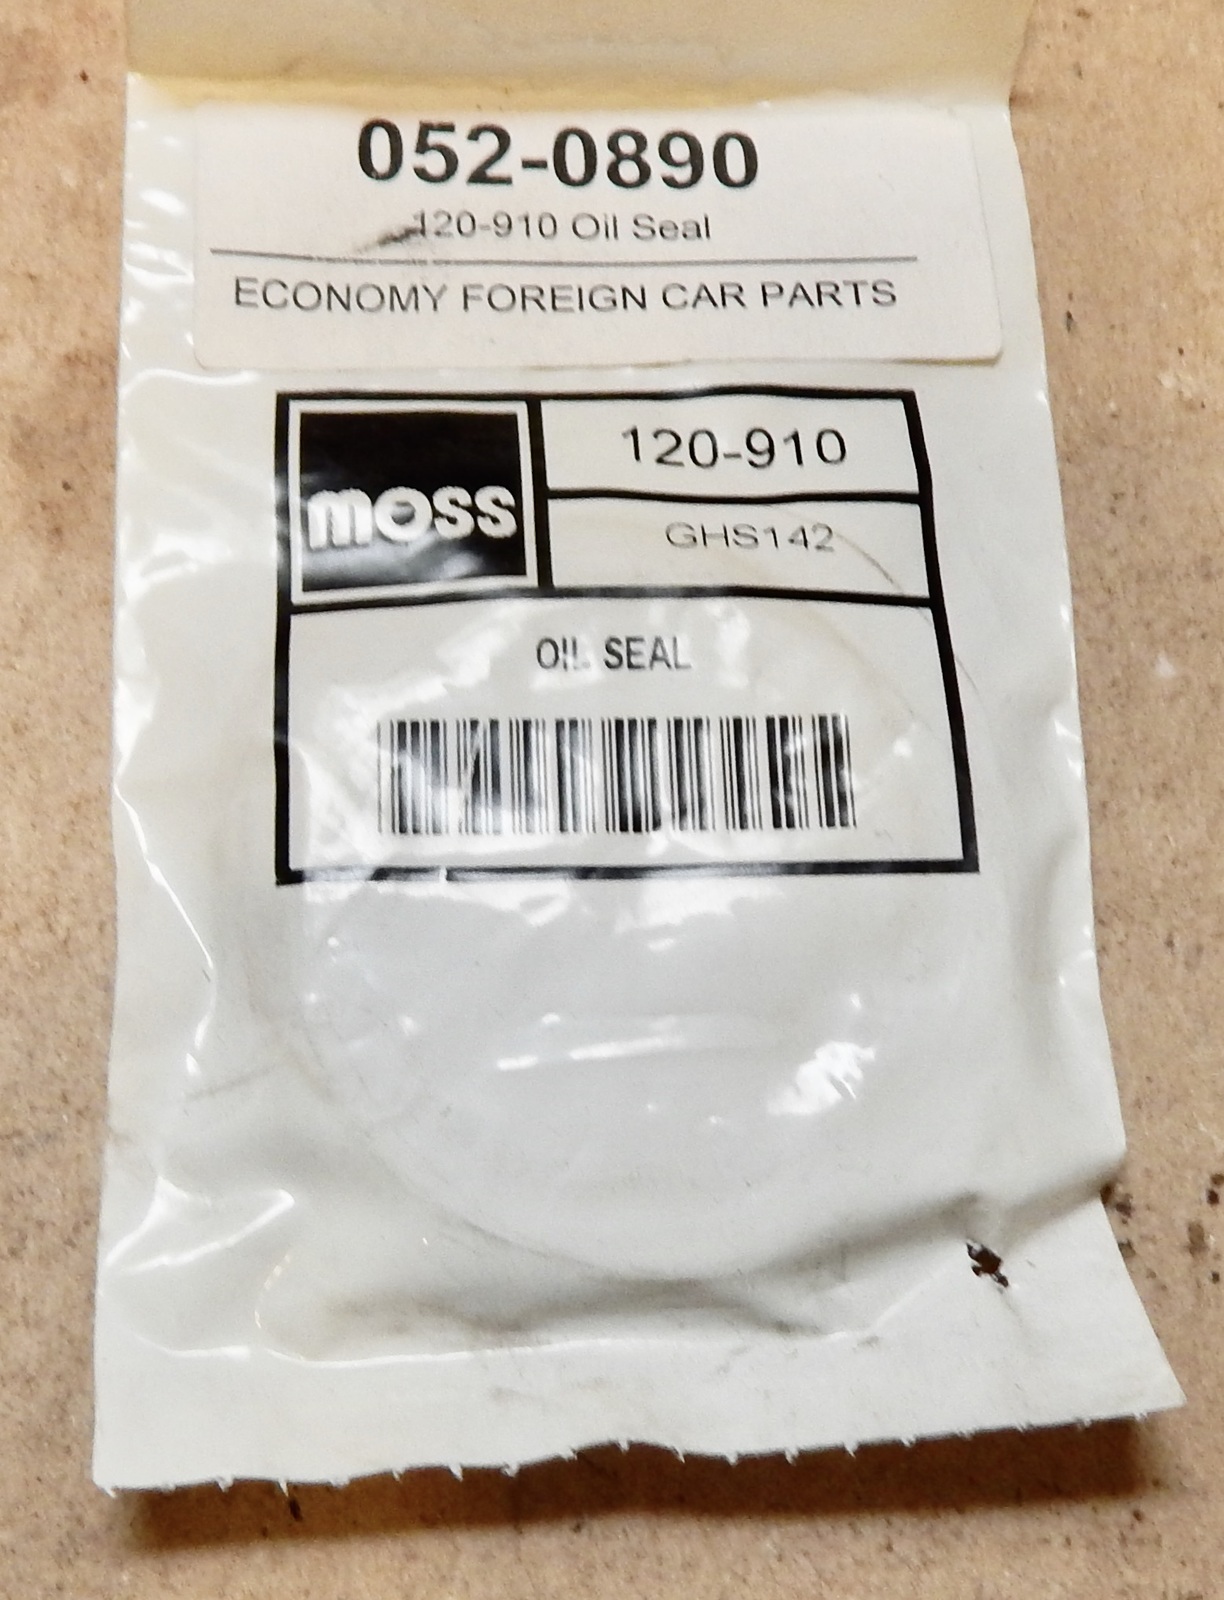 052-0890
120-910 Oil Seal
ECONOMY FOREIGN CAR PARTS
moss
120-910
GHS142
OIL SEAL